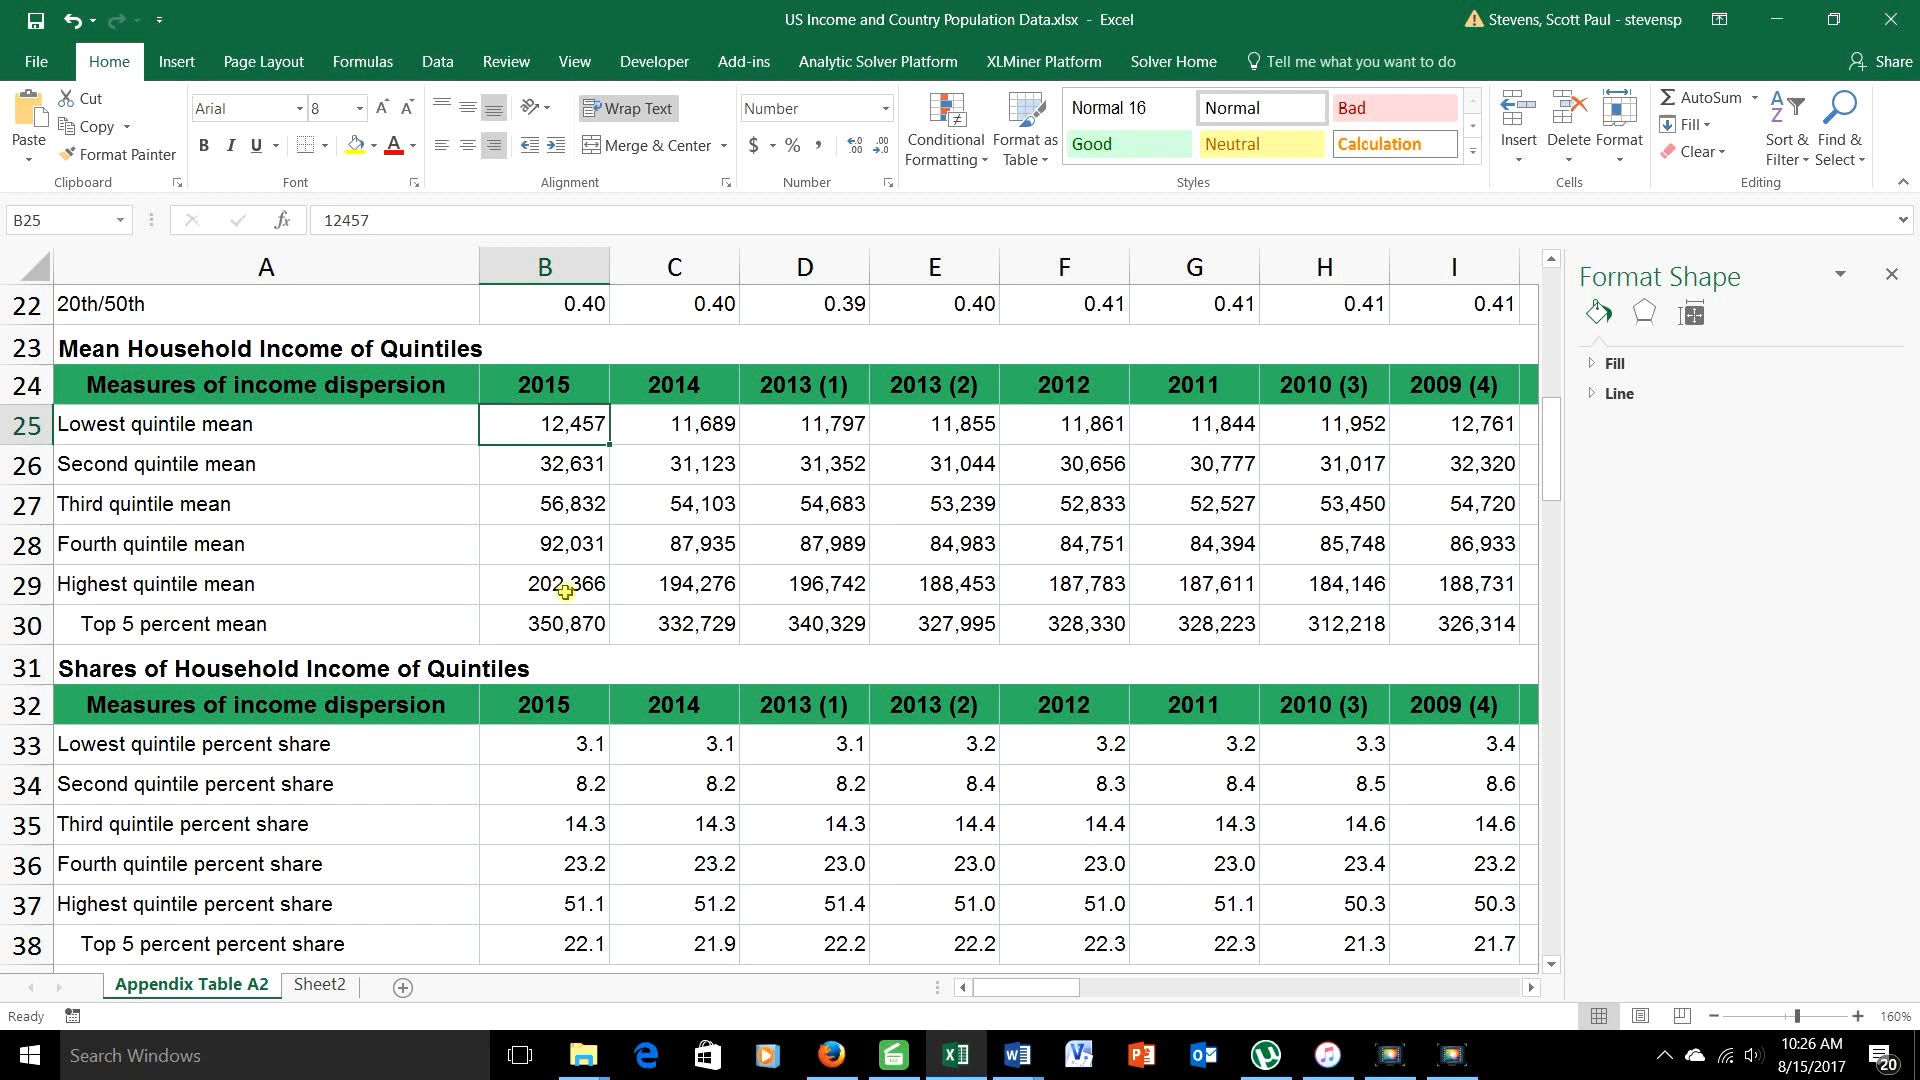 US Income and Country Population Data.xlsx - Excel
Stevens, Scott Paul - stevensp
File Home Insert Page Layout Formulas Data Review View Developer Add-ins Analytic Solver Platform XLMiner Platform Solver Home Tell me what you want to do Share
Paste
Cut
Copy
Format Painter
Clipboard
Arial 8
B I U
Font
Wrap Text
Merge & Center
Alignment
Number
$ % ,
Number
Conditional Formatting
Format as Table
Normal 16 Normal Bad
Good Neutral Calculation
Styles
Insert Delete Format
Cells
AutoSum
Fill
Clear
Sort & Filter
Find & Select
Editing
B25 fx 12457
A B C D E F G H I
22 20th/50th 0.40 0.40 0.39 0.40 0.41 0.41 0.41 0.41
23 Mean Household Income of Quintiles
24 Measures of income dispersion 2015 2014 2013 (1) 2013 (2) 2012 2011 2010 (3) 2009 (4)
25 Lowest quintile mean 12,457 11,689 11,797 11,855 11,861 11,844 11,952 12,761
26 Second quintile mean 32,631 31,123 31,352 31,044 30,656 30,777 31,017 32,320
27 Third quintile mean 56,832 54,103 54,683 53,239 52,833 52,527 53,450 54,720
28 Fourth quintile mean 92,031 87,935 87,989 84,983 84,751 84,394 85,748 86,933
29 Highest quintile mean 202,366 194,276 196,742 188,453 187,783 187,611 184,146 188,731
30 Top 5 percent mean 350,870 332,729 340,329 327,995 328,330 328,223 312,218 326,314
31 Shares of Household Income of Quintiles
32 Measures of income dispersion 2015 2014 2013 (1) 2013 (2) 2012 2011 2010 (3) 2009 (4)
33 Lowest quintile percent share 3.1 3.1 3.1 3.2 3.2 3.2 3.3 3.4
34 Second quintile percent share 8.2 8.2 8.2 8.4 8.3 8.4 8.5 8.6
35 Third quintile percent share 14.3 14.3 14.3 14.4 14.4 14.3 14.6 14.6
36 Fourth quintile percent share 23.2 23.2 23.0 23.0 23.0 23.0 23.4 23.2
37 Highest quintile percent share 51.1 51.2 51.4 51.0 51.0 51.1 50.3 50.3
38 Top 5 percent percent share 22.1 21.9 22.2 22.2 22.3 22.3 21.3 21.7
Format Shape
Fill
Line
Appendix Table A2 Sheet2
Ready
160%
Search Windows
10:26 AM
8/15/2017
20